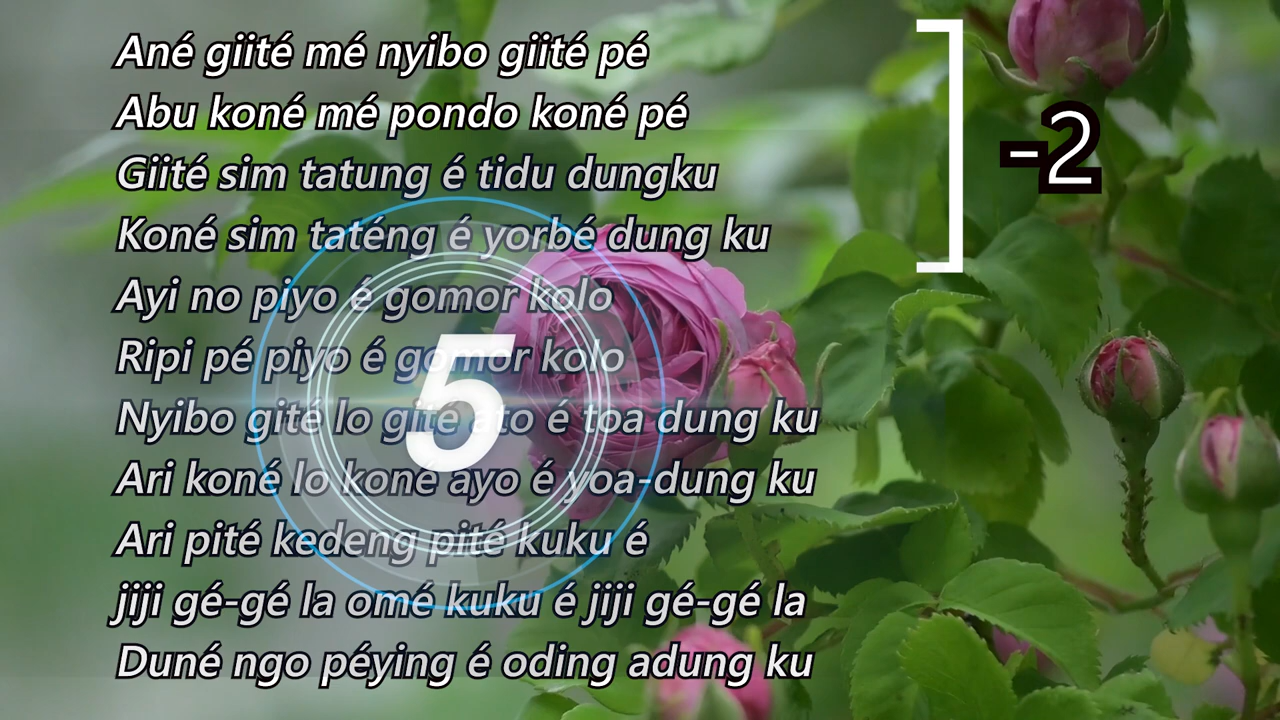 Ané giité mé nyibo giité pé
Abu koné mé pondo koné pé
Giité sim tatung é tidu dungku
Koné sim taténg é yorbé dung ku
Ayi no piyo é gomor kolo
Ripi pé piyo é gomor kolo
Nyibo gité lo gité ato é toa dung ku
Ari koné lo koné ayo é yoa-dung ku
Ari pité kedeng pité kuku é
jiji gé-gé la omé kuku é jiji gé-gé la
Duné ngo péying é oding adung ku
-2
5